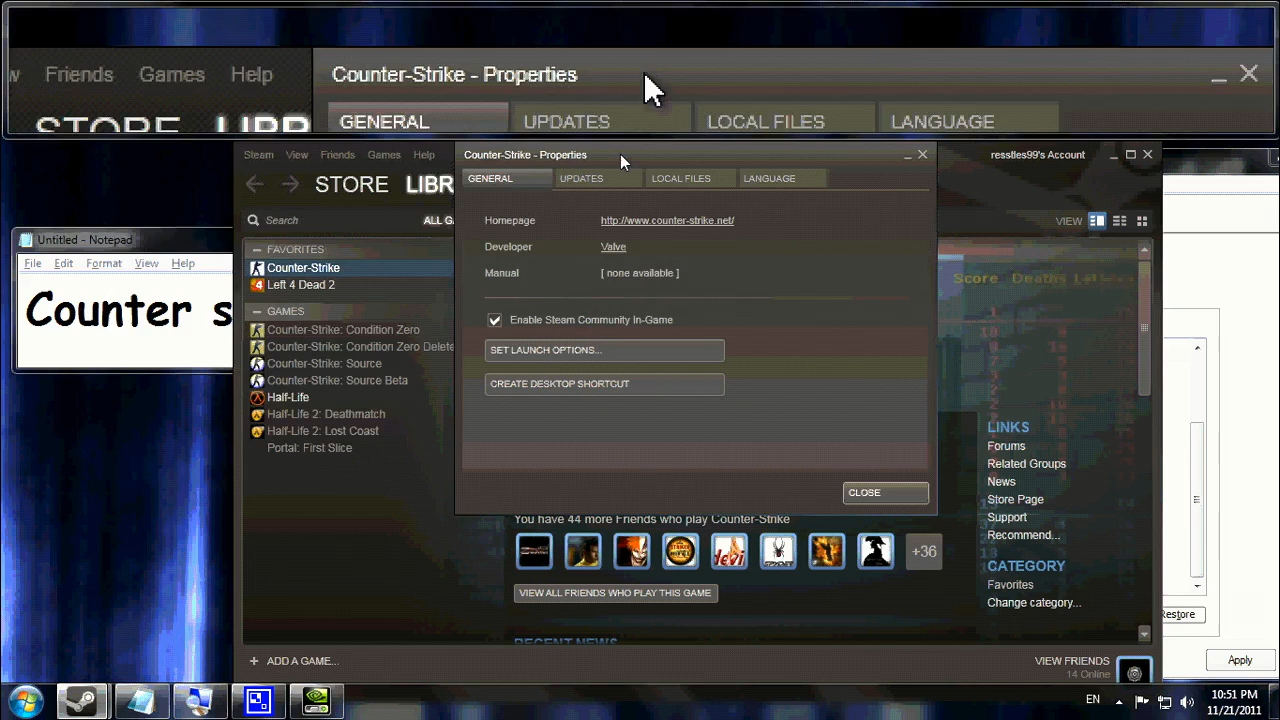 Friends Games Help
Counter-Strike - Properties
GENERAL UPDATES LOCAL FILES LANGUAGE
Steam View Friends Games Help
Counter-Strike - Properties
resstles99's Account
STORE LIBR
GENERAL UPDATES LOCAL FILES LANGUAGE
Search ALL GA
VIEW
Homepage http://www.counter-strike.net/
Developer Valve
Manual [ none available ]
Enable Steam Community In-Game
SET LAUNCH OPTIONS...
CREATE DESKTOP SHORTCUT
CLOSE
Untitled - Notepad
File Edit Format View Help
Counter s
FAVORITES
Counter-Strike
Left 4 Dead 2
GAMES
Counter-Strike: Condition Zero
Counter-Strike: Condition Zero Delete
Counter-Strike: Source
Counter-Strike: Source Beta
Half-Life
Half-Life 2: Deathmatch
Half-Life 2: Lost Coast
Portal: First Slice
Score Deaths
LINKS
Forums
Related Groups
News
Store Page
Support
Recommend...
CATEGORY
Favorites
Change category...
You have 44 more Friends who play Counter-Strike
+36
VIEW ALL FRIENDS WHO PLAY THIS GAME
RECENT NEWS
+ ADD A GAME...
VIEW FRIENDS
14 Online
Restore
Apply
EN
10:51 PM
11/21/2011